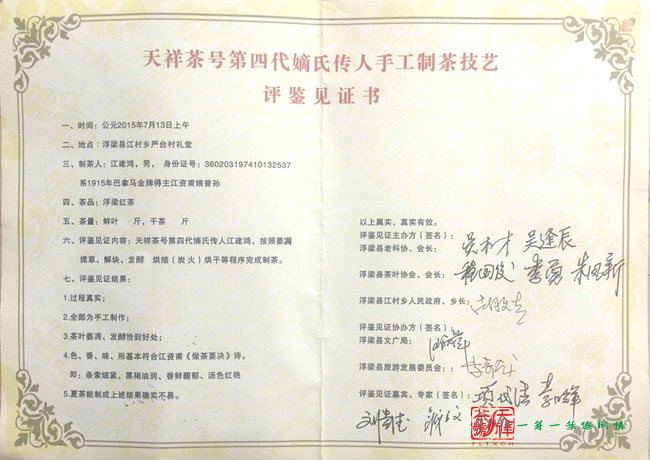 天祥茶号第四代嫡氏传人手工制茶技艺
评鉴见证书
一、时间：公元2015年7月13日上午
二、地点：浮梁县江村乡严台村礼堂
三、制茶人：江建鸿，男， 身份证号：360203197410132537
系1915年巴拿马金牌得主江资甫嫡曾孙
四、茶品：浮梁红茶
五、茶量：鲜叶 斤，干茶 斤
六、评鉴见证内容：天祥茶号第四代嫡氏传人江建鸿，按照萎凋
揉草、解块、发酵 烘焙（炭火）烘干等程序完成制茶。
七、评鉴见证结果：
1.过程真实；
2.全部为手工制作；
3.茶叶萎凋、发酵恰到好处；
4.色、香、味、形基本符合江资甫《做茶要决》诗。
即：条索细紧、黑褐油润、香鲜馥郁、汤色红艳
5.夏茶能制成上述结果确实不易。
以上属实，真实有效。
评鉴见证主办方（签名）：
浮梁县老科协、会长： 吴逢辰
浮梁县茶叶协会、会长： 李勇
浮梁县江村乡人民政府、乡长：
评鉴见证协办方（签名）
浮梁县文广局：
浮梁县旅游发展委员会：：
评鉴见证嘉宾、专家（签名）：
FLTXCH